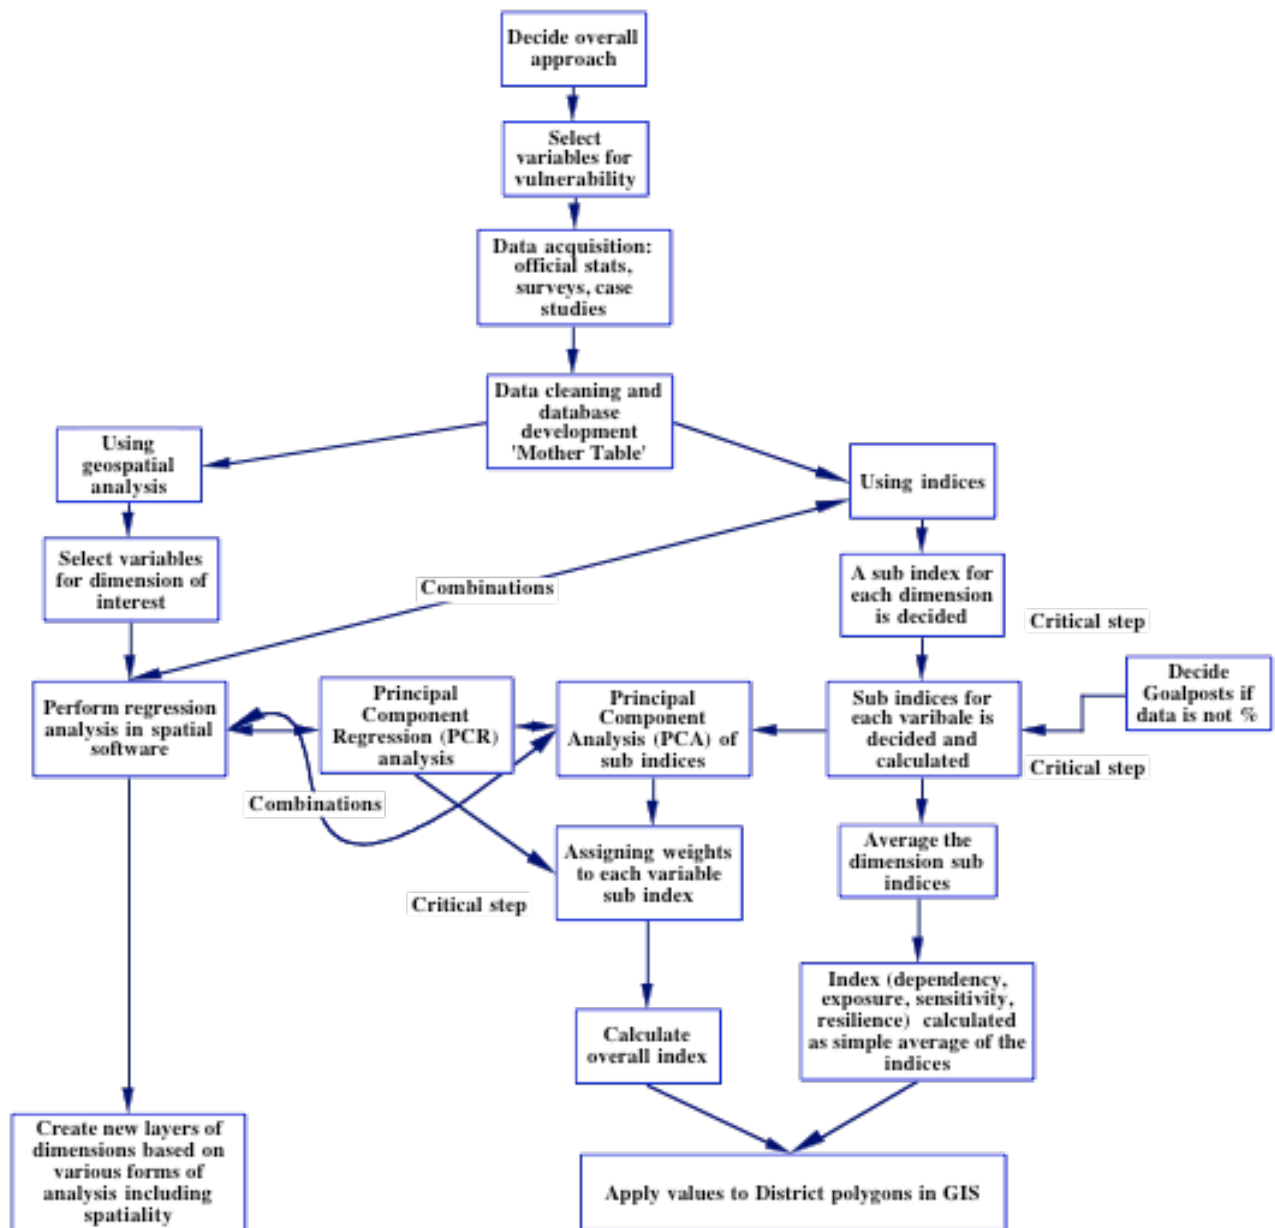 Decide overall
approach
Select
variables for
vulnerability
Data acquisition:
official stats,
surveys, case
studies
Data cleaning and
database
development
'Mother Table'
Using
geospatial
analysis
Using indices
Select variables
for dimension of
interest
A sub index for
each dimension
is decided
Combinations
Critical step
Perform regression
analysis in spatial
software
Principal
Component
Regression (PCR)
analysis
Principal
Component
Analysis (PCA) of
sub indices
Sub indices for
each varibale is
decided and
calculated
Decide
Goalposts if
data is not %
Critical step
Combinations
Assigning weights
to each variable
sub index
Average the
dimension sub
indices
Critical step
Calculate
overall index
Index (dependency,
exposure, sensitivity,
resilience) calculated
as simple average of the
indices
Create new layers of
dimensions based on
various forms of
analysis including
spatiality
Apply values to District polygons in GIS